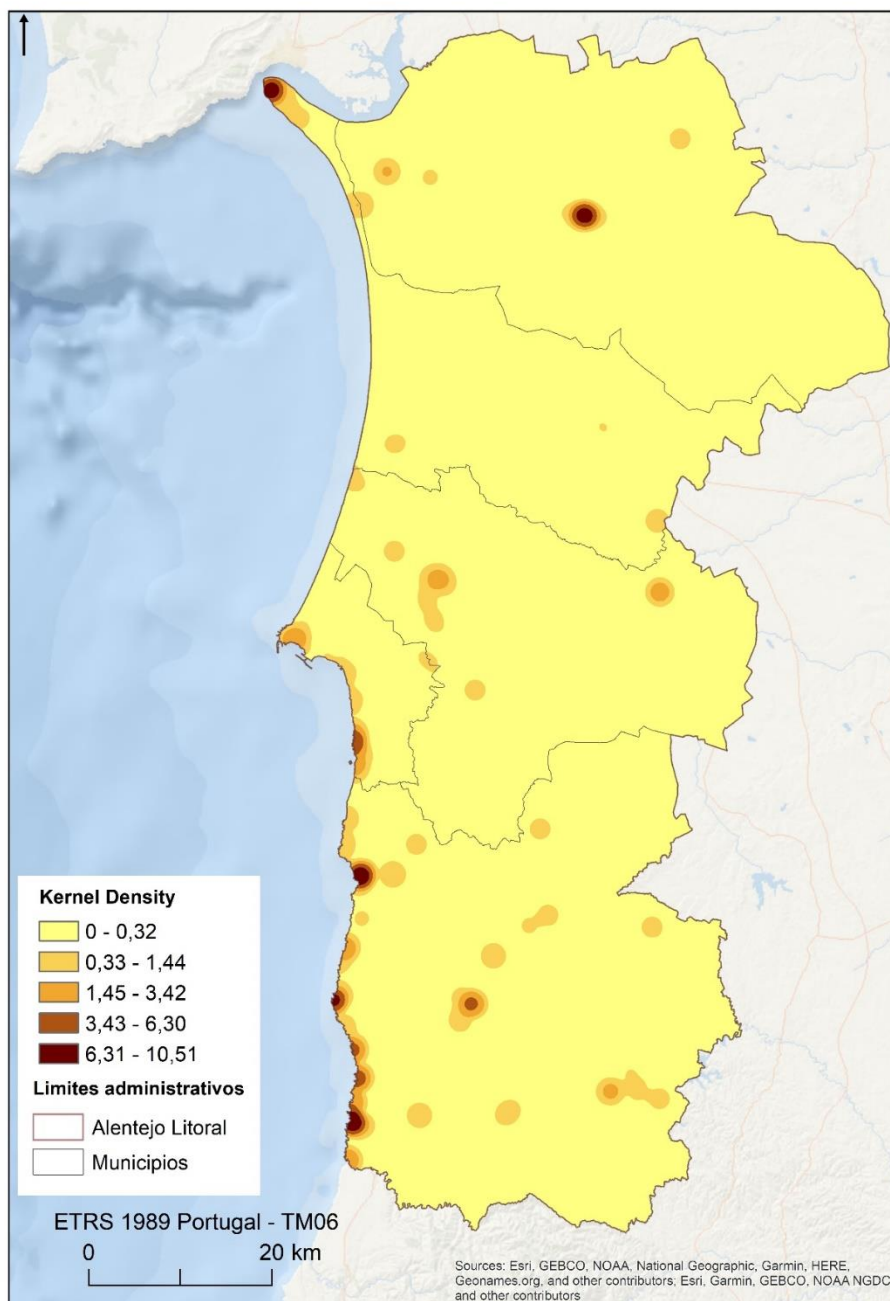 Kernel Density
0 - 0,32
0,33 - 1,44
1,45 - 3,42
3,43 - 6,30
6,31 - 10,51
Limites administrativos
Alentejo Litoral
Municipios
ETRS 1989 Portugal - TM06
0 20 km
Sources: Esri, GEBCO, NOAA, National Geographic, Garmin, HERE,
Geonames.org, and other contributors; Esri, Garmin, GEBCO, NOAA NGDC
and other contributors